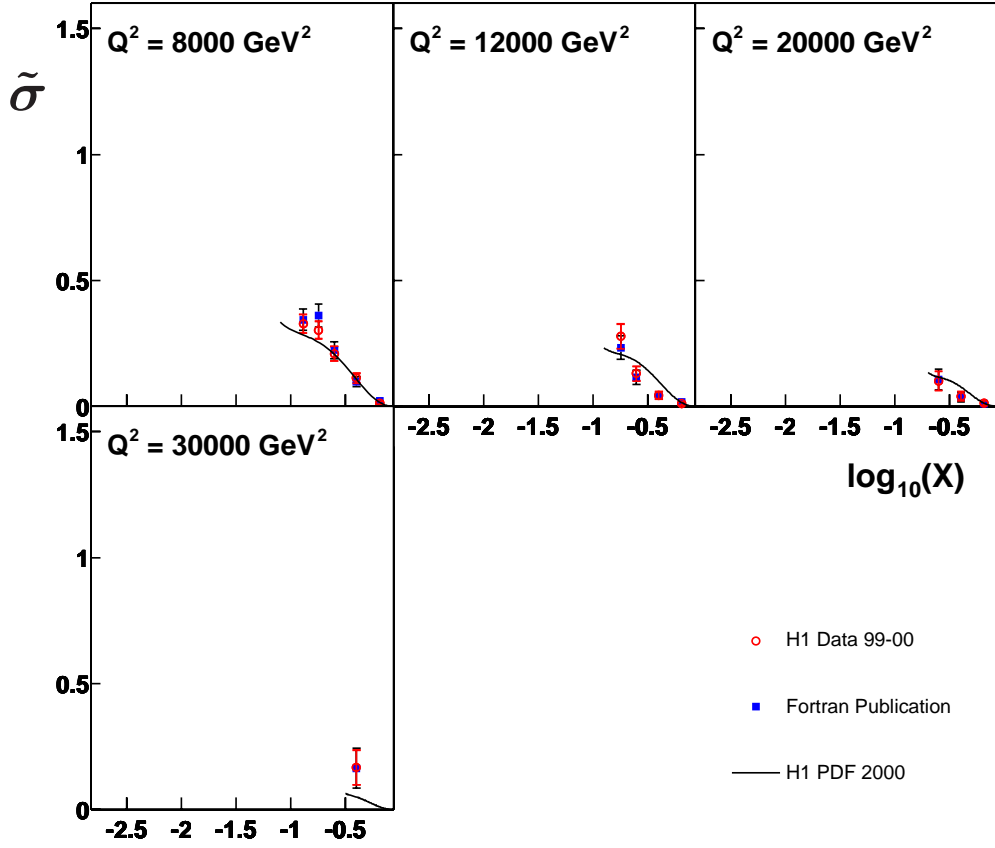 Q² = 8000 GeV² Q² = 12000 GeV² Q² = 20000 GeV²
1.5
σ̃
1
0.5
0
-2.5 -2 -1.5 -1 -0.5 -2.5 -2 -1.5 -1 -0.5
Q² = 30000 GeV²
1.5
log₁₀(X)
1
H1 Data 99-00
0.5
Fortran Publication
H1 PDF 2000
0
-2.5 -2 -1.5 -1 -0.5